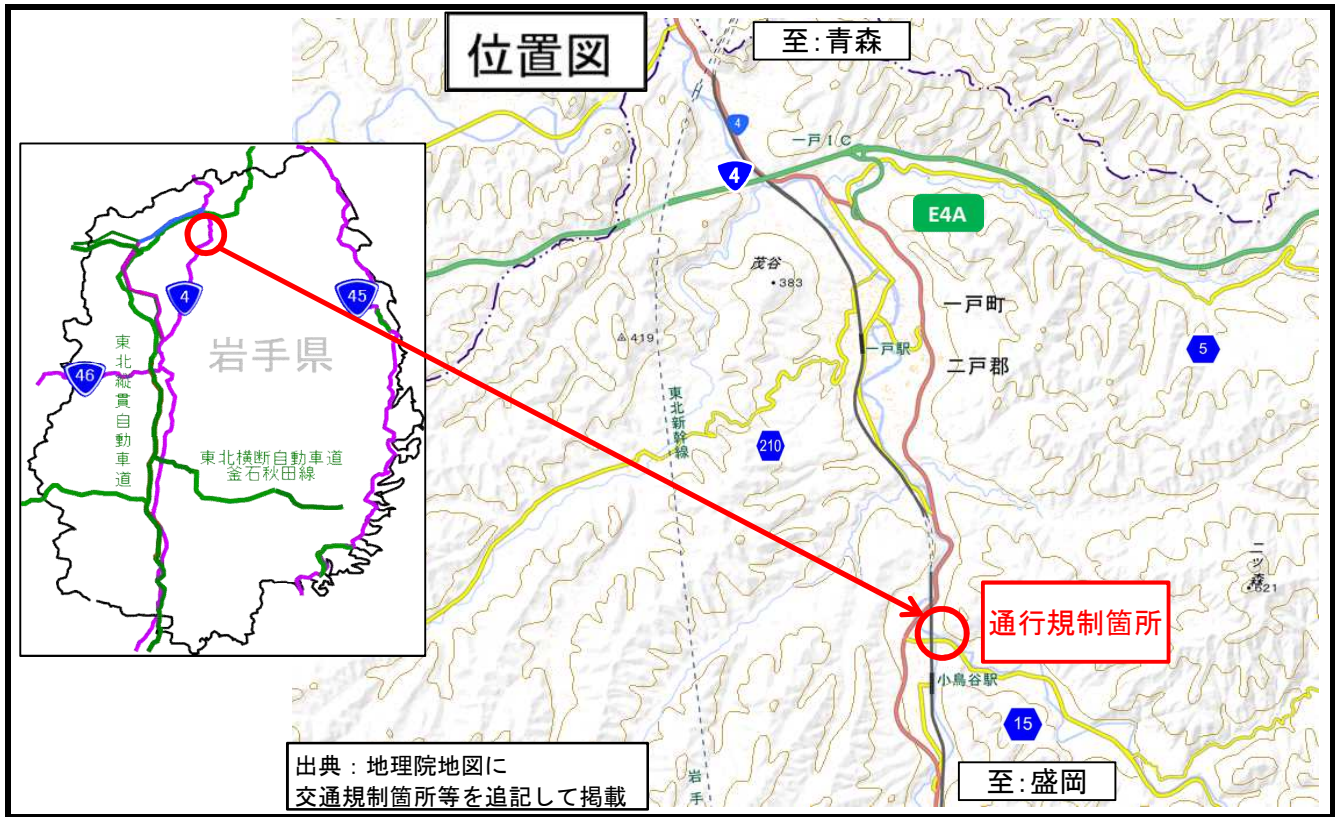 位置図
至:青森
4
一戸IC
4
E4A
茂谷
・383
419
一戸町
一戸駅
二戸郡
5
東北新幹線
210
二ツ森
・621
通行規制箇所
小鳥谷駅
15
至:盛岡
岩手
出典:地理院地図に
交通規制箇所等を追記して掲載
4
45
岩手県
46
東北縦貫自動車道
東北横断自動車道
釜石秋田線